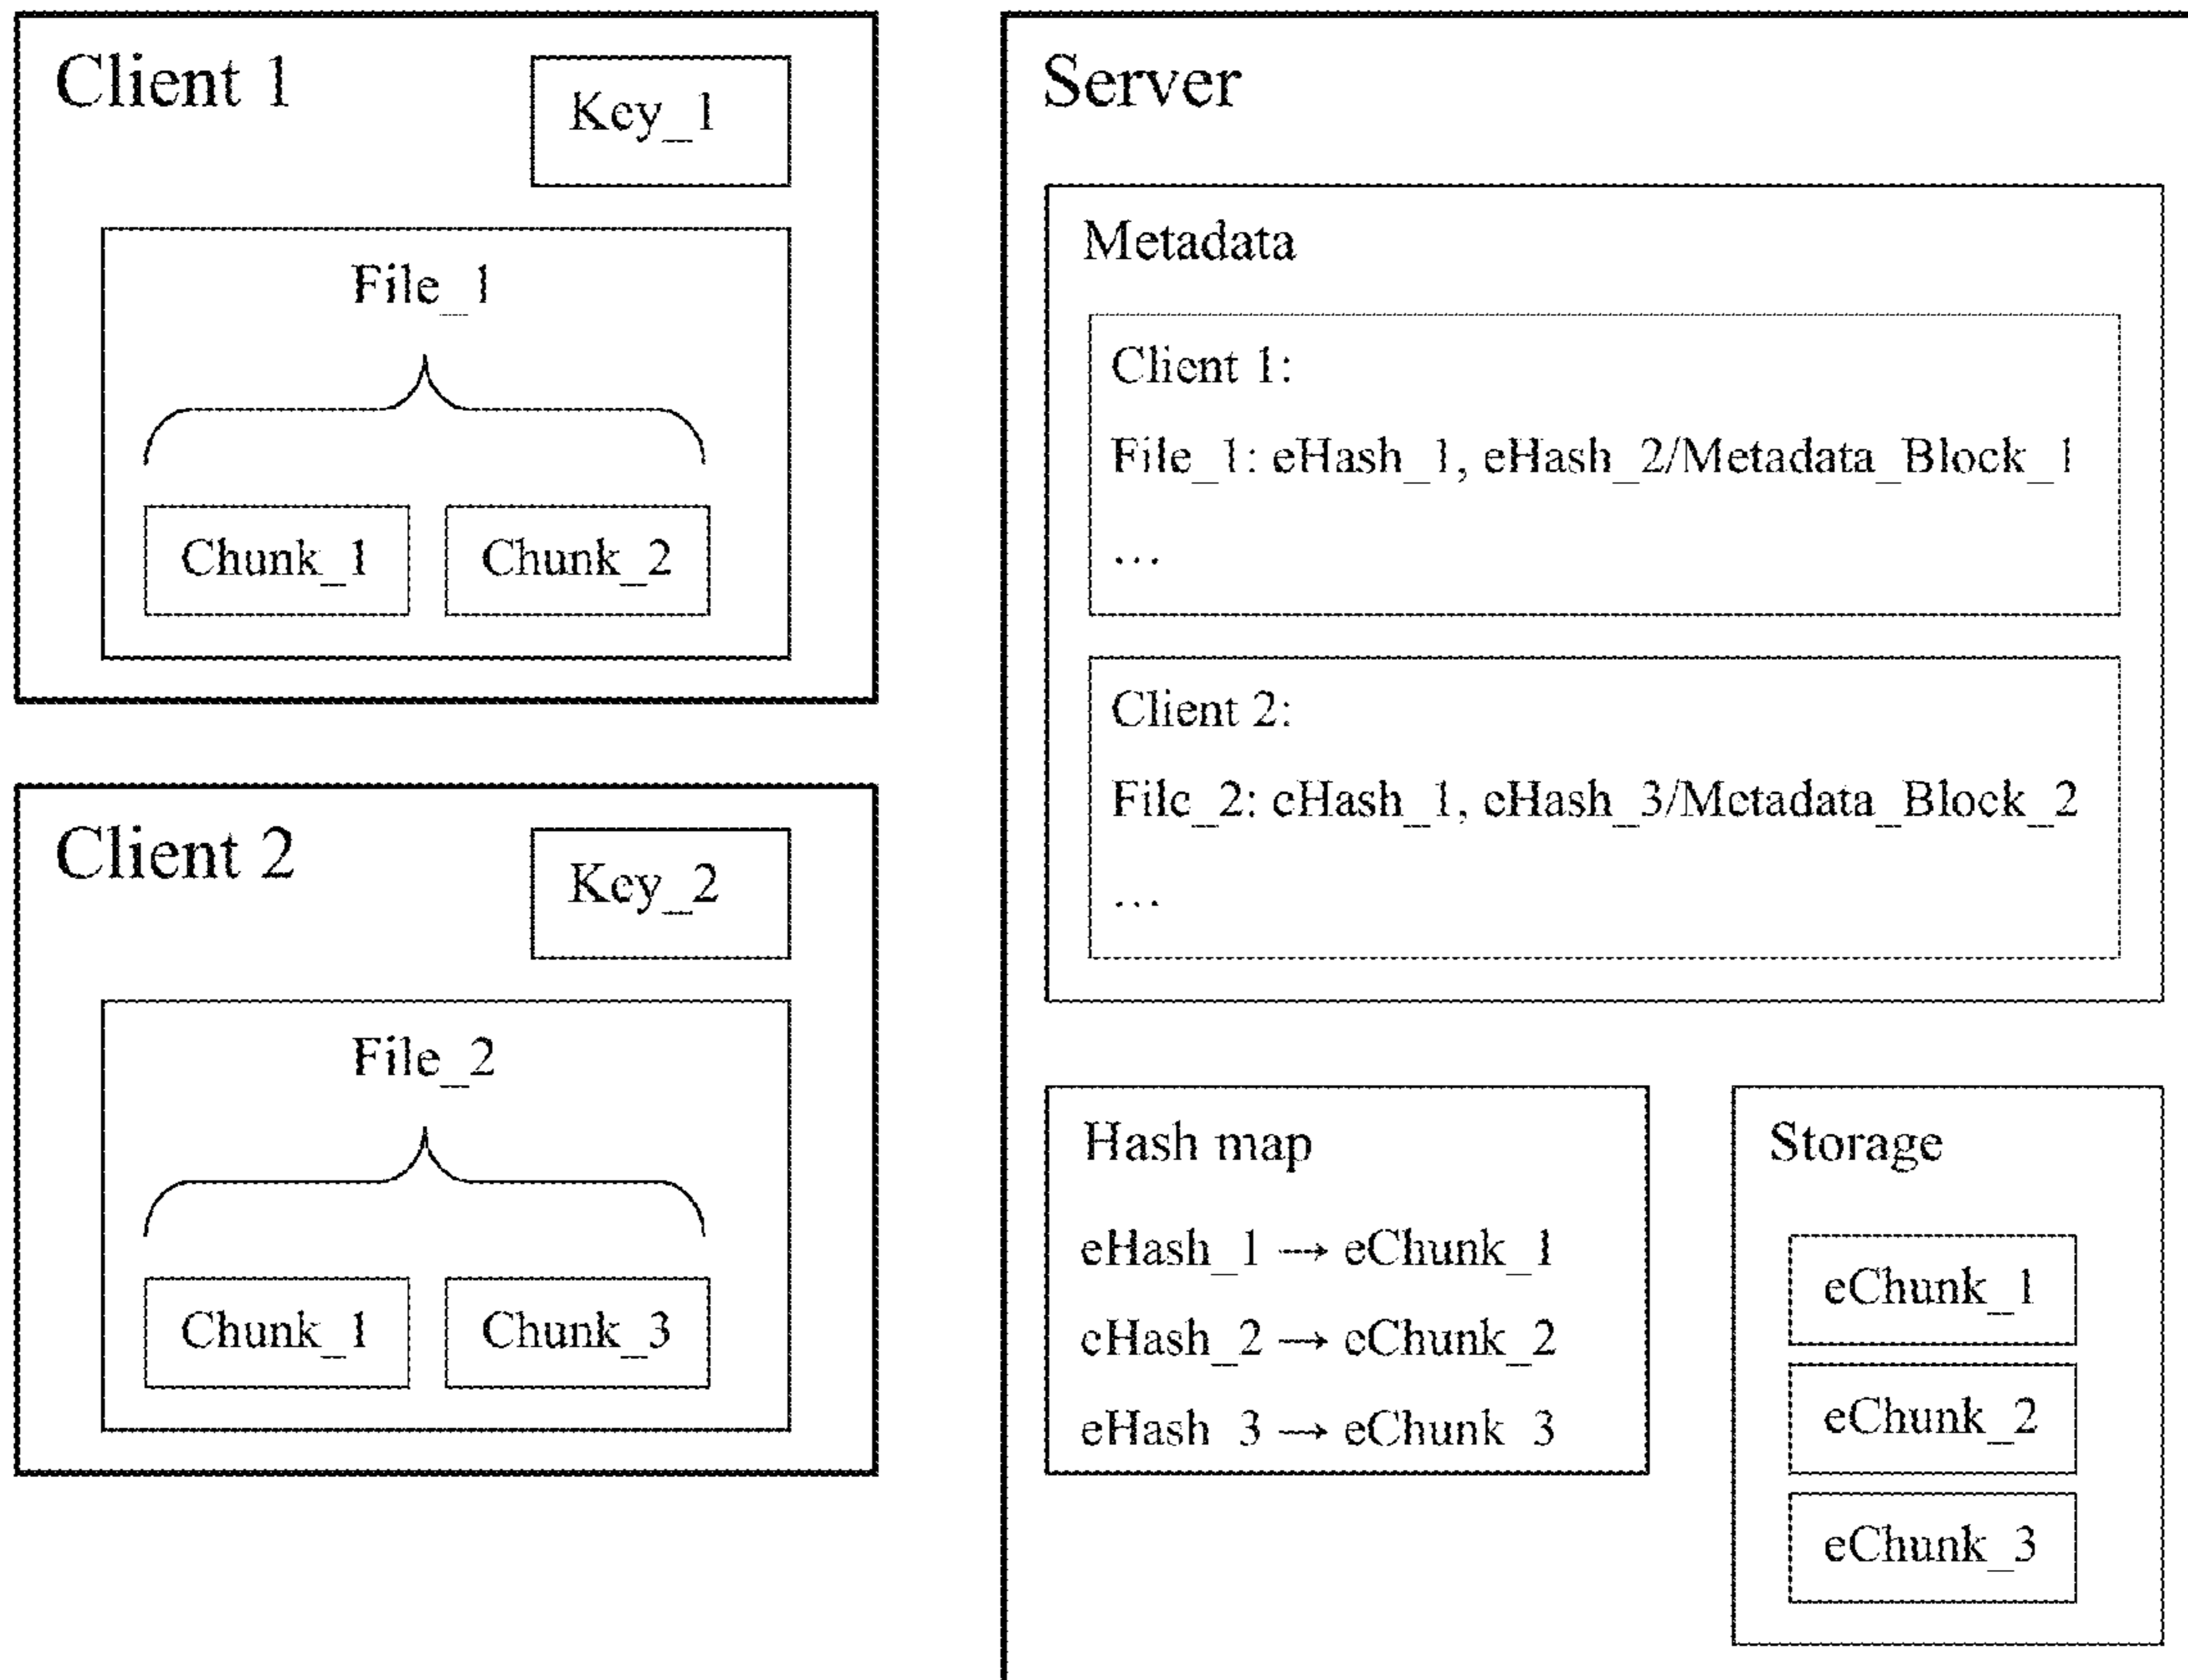 Client 1
Key_1
File_1
Chunk_1 Chunk_2
Client 2
Key_2
File_2
Chunk_1 Chunk_3
Server
Metadata
Client 1:
File_1: eHash_1, eHash_2/Metadata_Block_1
...
Client 2:
File_2: eHash_1, eHash_3/Metadata_Block_2
...
Hash map
eHash_1 → eChunk_1
eHash_2 → eChunk_2
eHash_3 → eChunk_3
Storage
eChunk_1
eChunk_2
eChunk_3